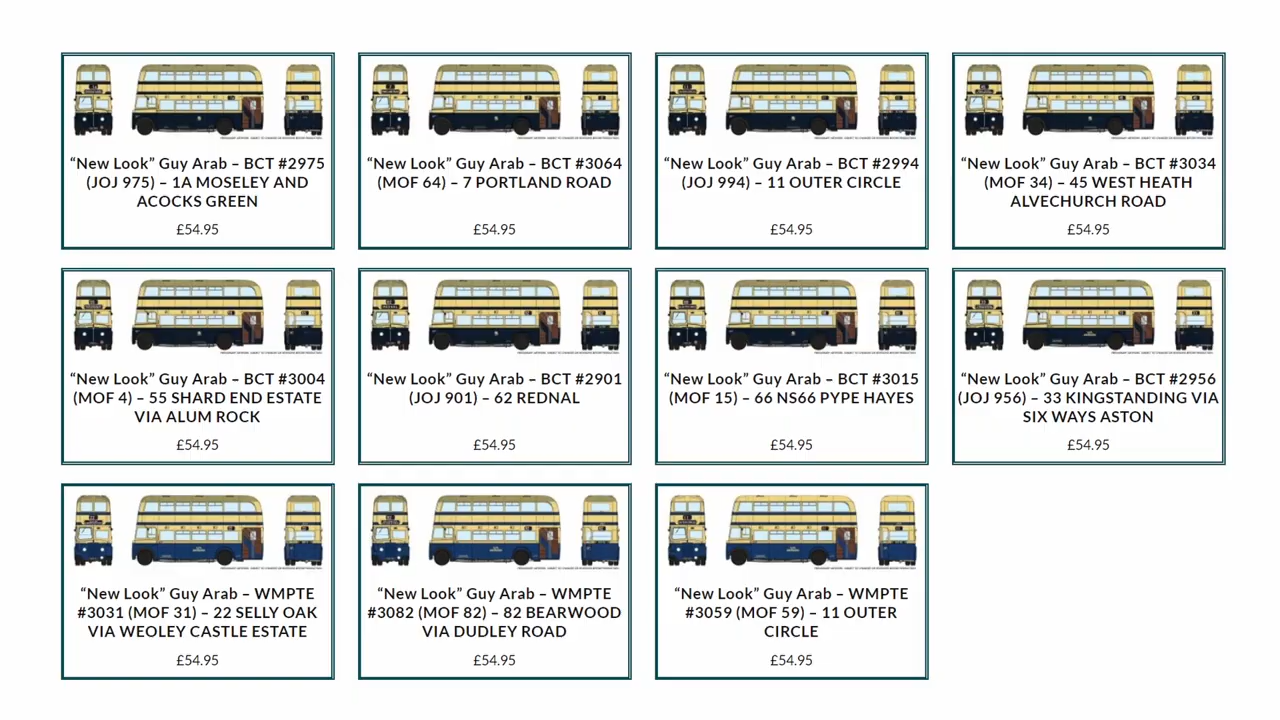 “New Look” Guy Arab – BCT #2975
(JOJ 975) – 1A MOSELEY AND
ACOCKS GREEN
£54.95
“New Look” Guy Arab – BCT #3064
(MOF 64) – 7 PORTLAND ROAD
£54.95
“New Look” Guy Arab – BCT #2994
(JOJ 994) – 11 OUTER CIRCLE
£54.95
“New Look” Guy Arab – BCT #3034
(MOF 34) – 45 WEST HEATH
ALVECHURCH ROAD
£54.95
“New Look” Guy Arab – BCT #3004
(MOF 4) – 55 SHARD END ESTATE
VIA ALUM ROCK
£54.95
“New Look” Guy Arab – BCT #2901
(JOJ 901) – 62 REDNAL
£54.95
“New Look” Guy Arab – BCT #3015
(MOF 15) – 66 NS66 PYPE HAYES
£54.95
“New Look” Guy Arab – BCT #2956
(JOJ 956) – 33 KINGSTANDING VIA
SIX WAYS ASTON
£54.95
“New Look” Guy Arab – WMPTE
#3031 (MOF 31) – 22 SELLY OAK
VIA WEOLEY CASTLE ESTATE
£54.95
“New Look” Guy Arab – WMPTE
#3082 (MOF 82) – 82 BEARWOOD
VIA DUDLEY ROAD
£54.95
“New Look” Guy Arab – WMPTE
#3059 (MOF 59) – 11 OUTER
CIRCLE
£54.95